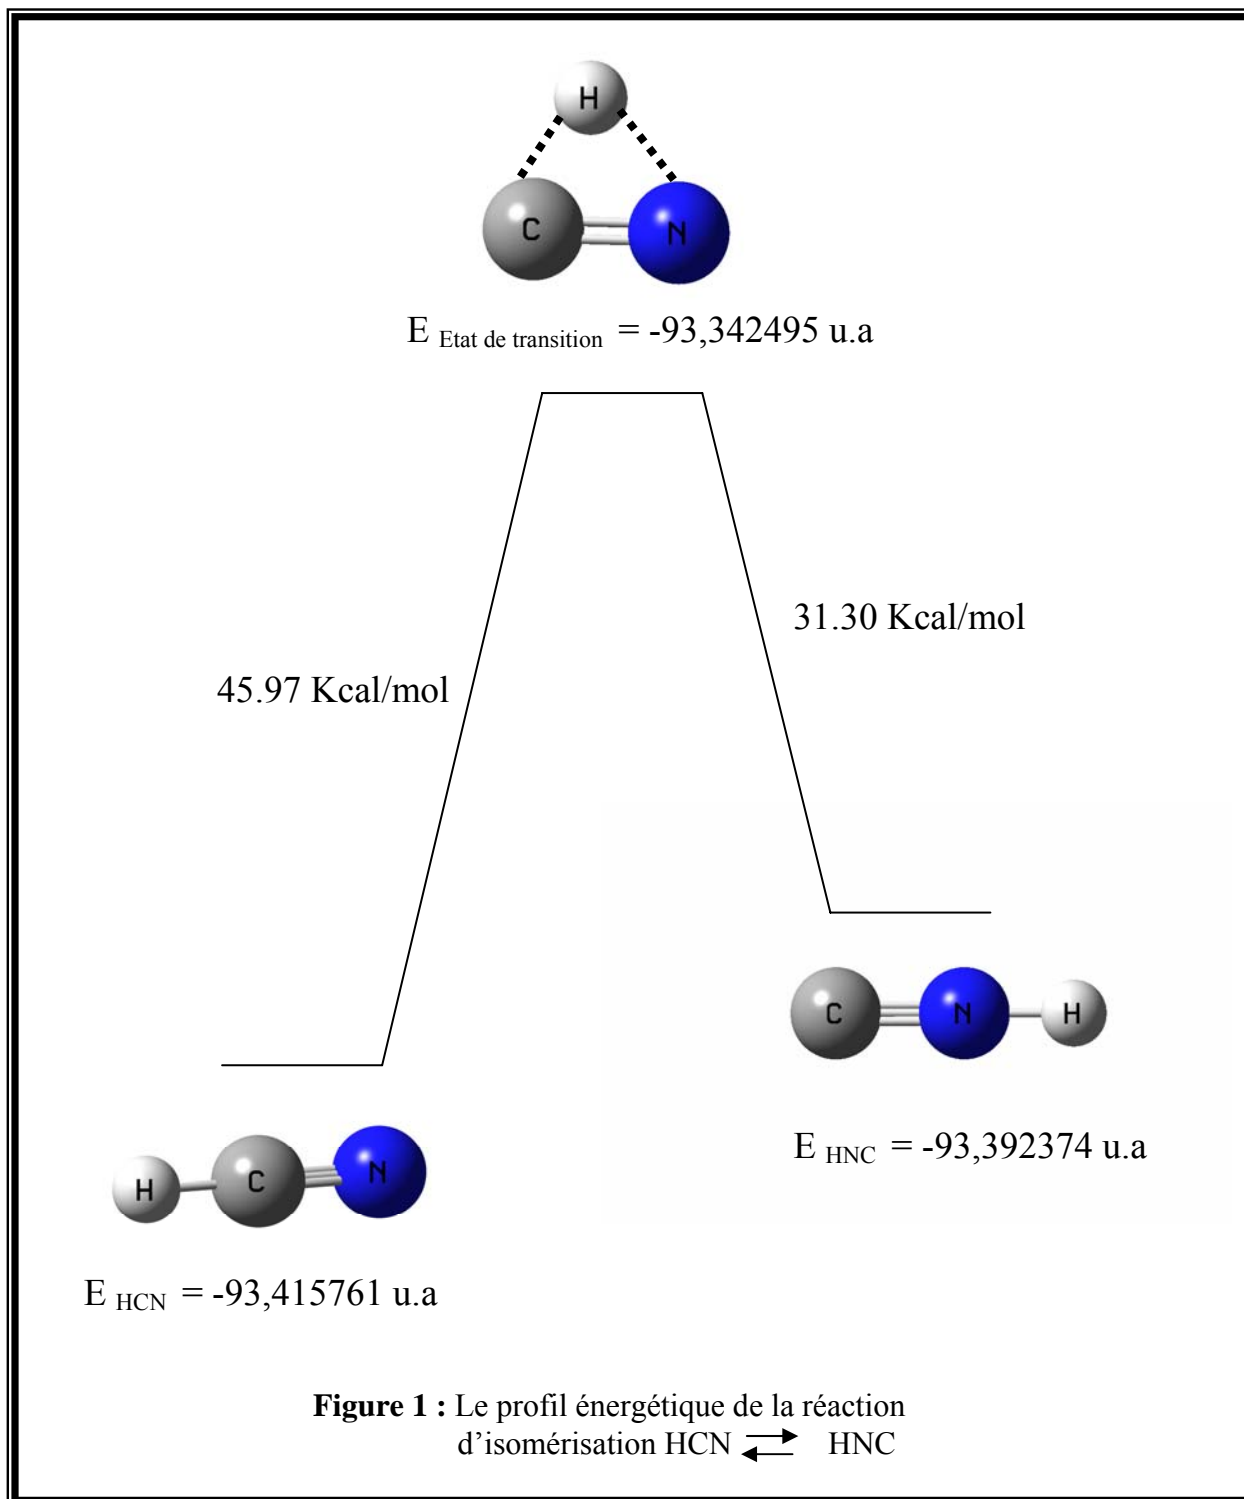 H
C N
E Etat de transition = -93,342495 u.a
31.30 Kcal/mol
45.97 Kcal/mol
C N H
E HNC = -93,392374 u.a
H C N
E HCN = -93,415761 u.a
Figure 1 : Le profil énergétique de la réaction
d’isomérisation HCN ⇄ HNC